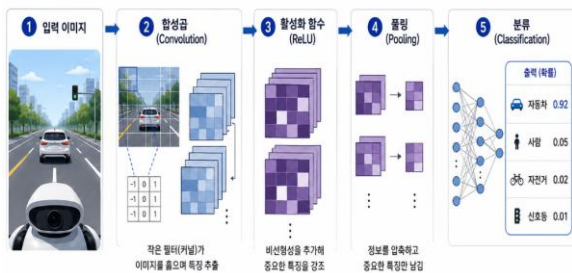 1 입력 이미지
2 합성곱
(Convolution)
3 활성화 함수
(ReLU)
4 풀링
(Pooling)
5 분류
(Classification)
-1 0 1
-1 0 1
-1 0 1
출력 (확률)
자동차 0.92
사람 0.05
자전거 0.02
신호등 0.01
작은 필터(커널)가
이미지를 훑으며 특징 추출
비선형성을 추가해
중요한 특징을 강조
정보를 압축하고
중요한 특징만 남김